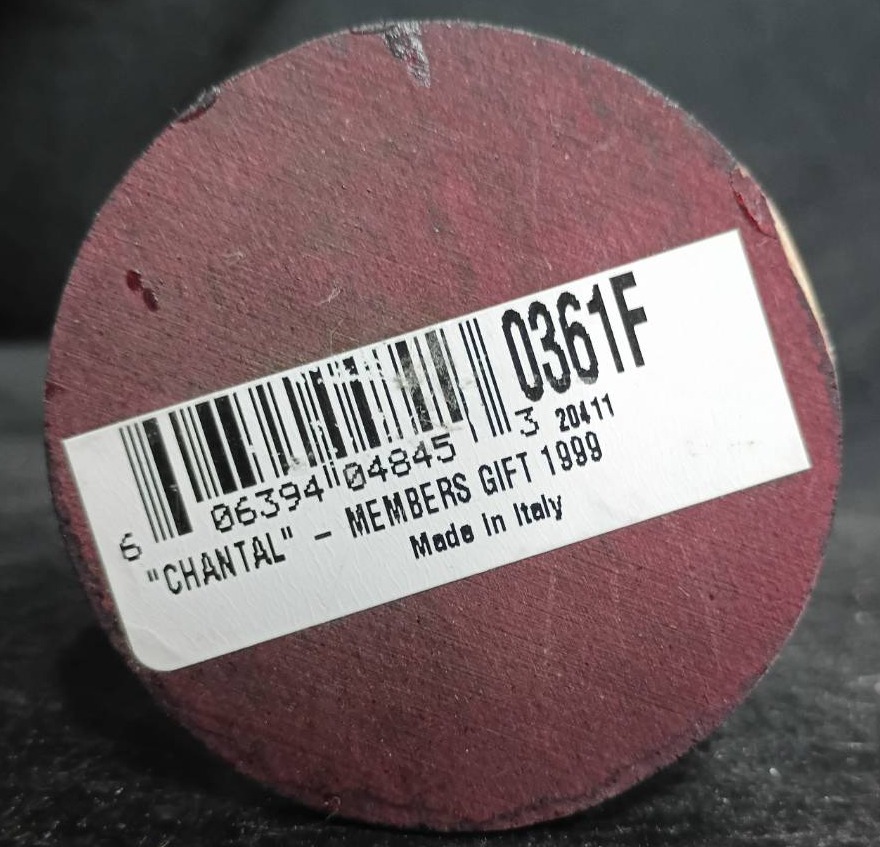 0361F
6 06394 04845 3 20411
"CHANTAL" - MEMBERS GIFT 1999
Made in Italy